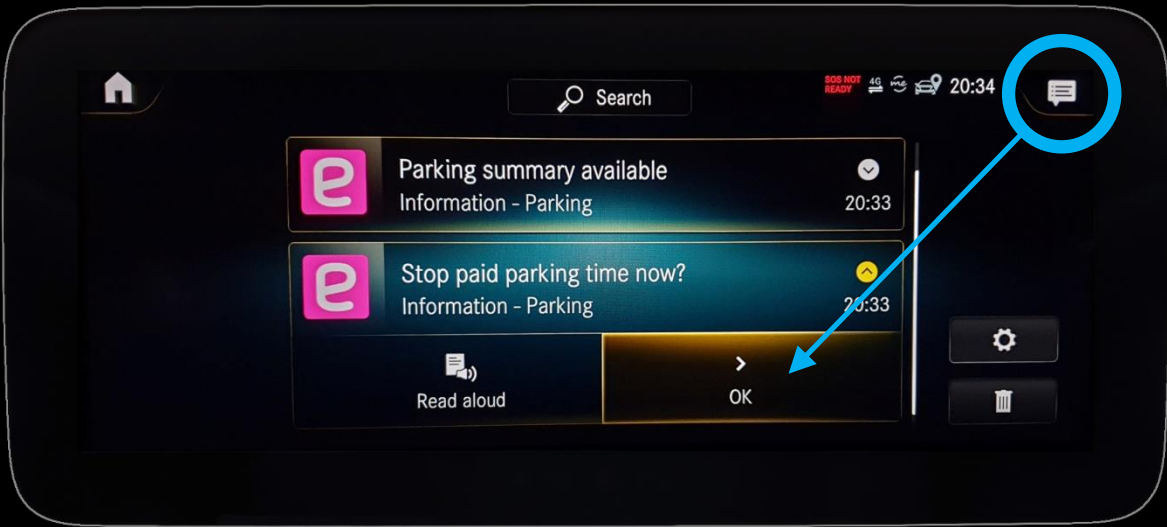 Search
SOS NOT
READY
4G
me
20:34
Parking summary available
Information - Parking
20:33
Stop paid parking time now?
Information - Parking
20:33
Read aloud
OK